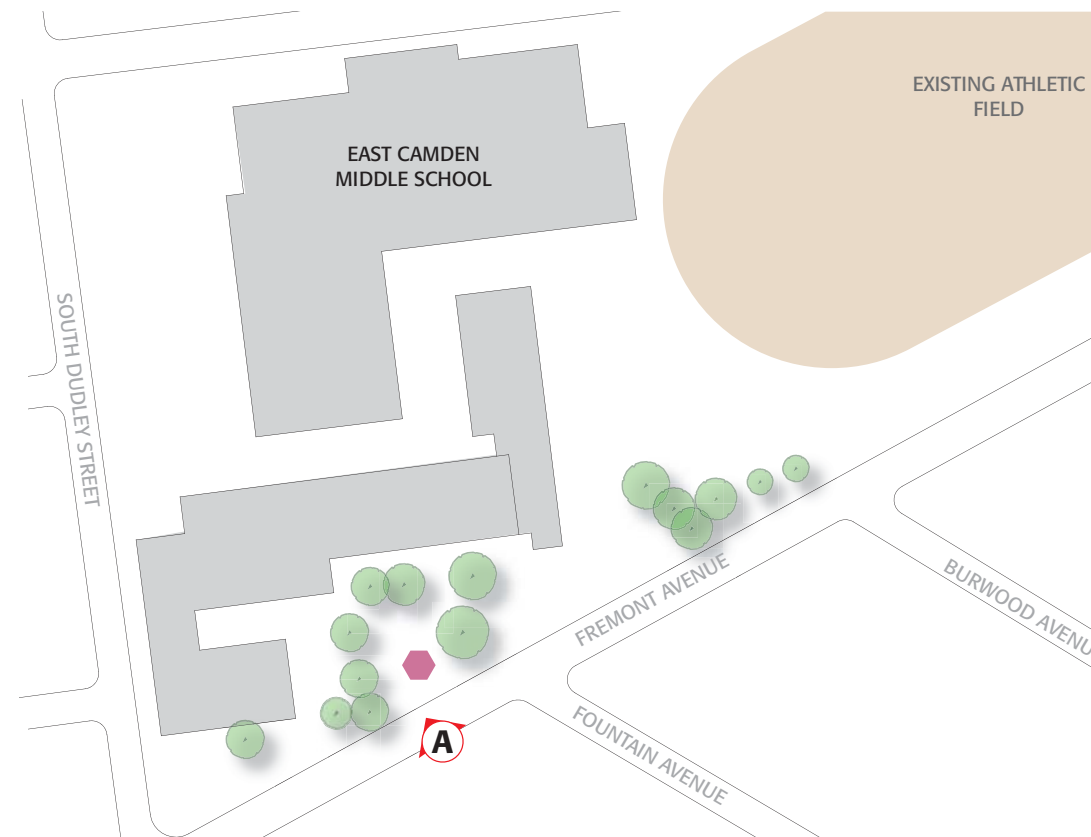 EXISTING ATHLETIC
FIELD
EAST CAMDEN
MIDDLE SCHOOL
SOUTH DUDLEY STREET
FREMONT AVENUE
BURWOOD AVENU
FOUNTAIN AVENUE
A